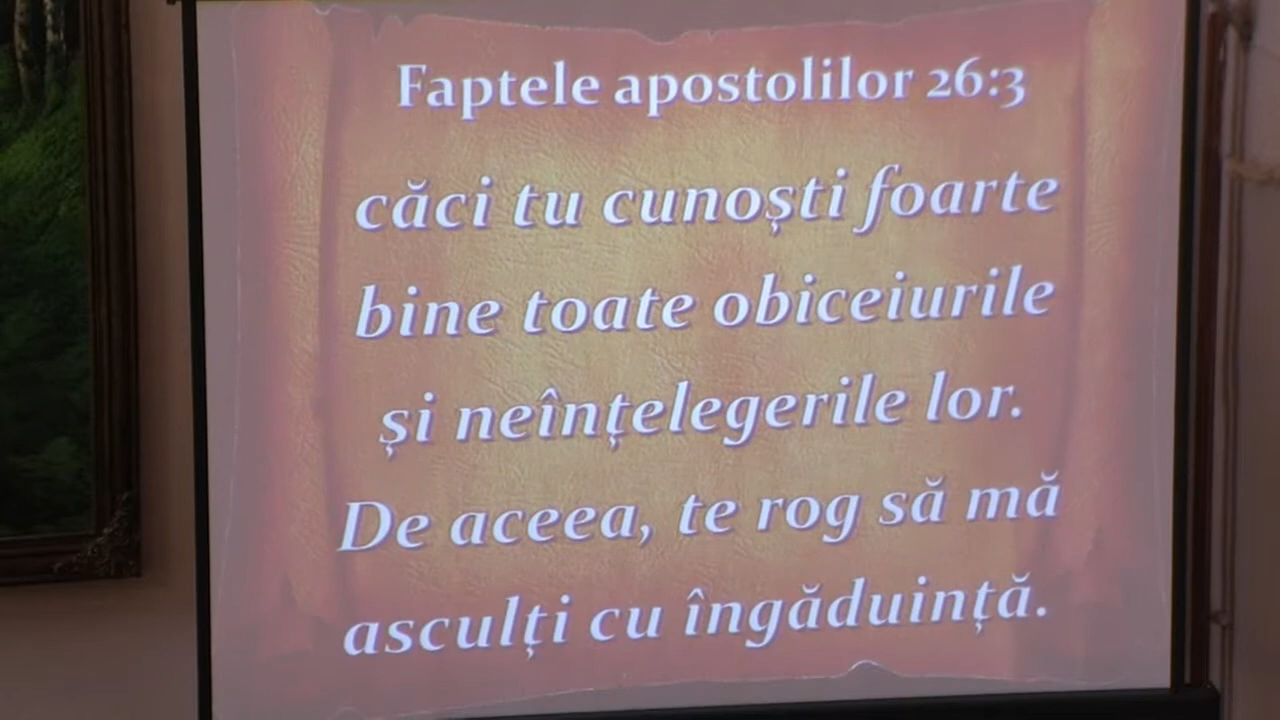 Faptele apostolilor 26:3
căci tu cunoști foarte
bine toate obiceiurile
și neînțelegerile lor.
De aceea, te rog să mă
asculți cu îngăduință.